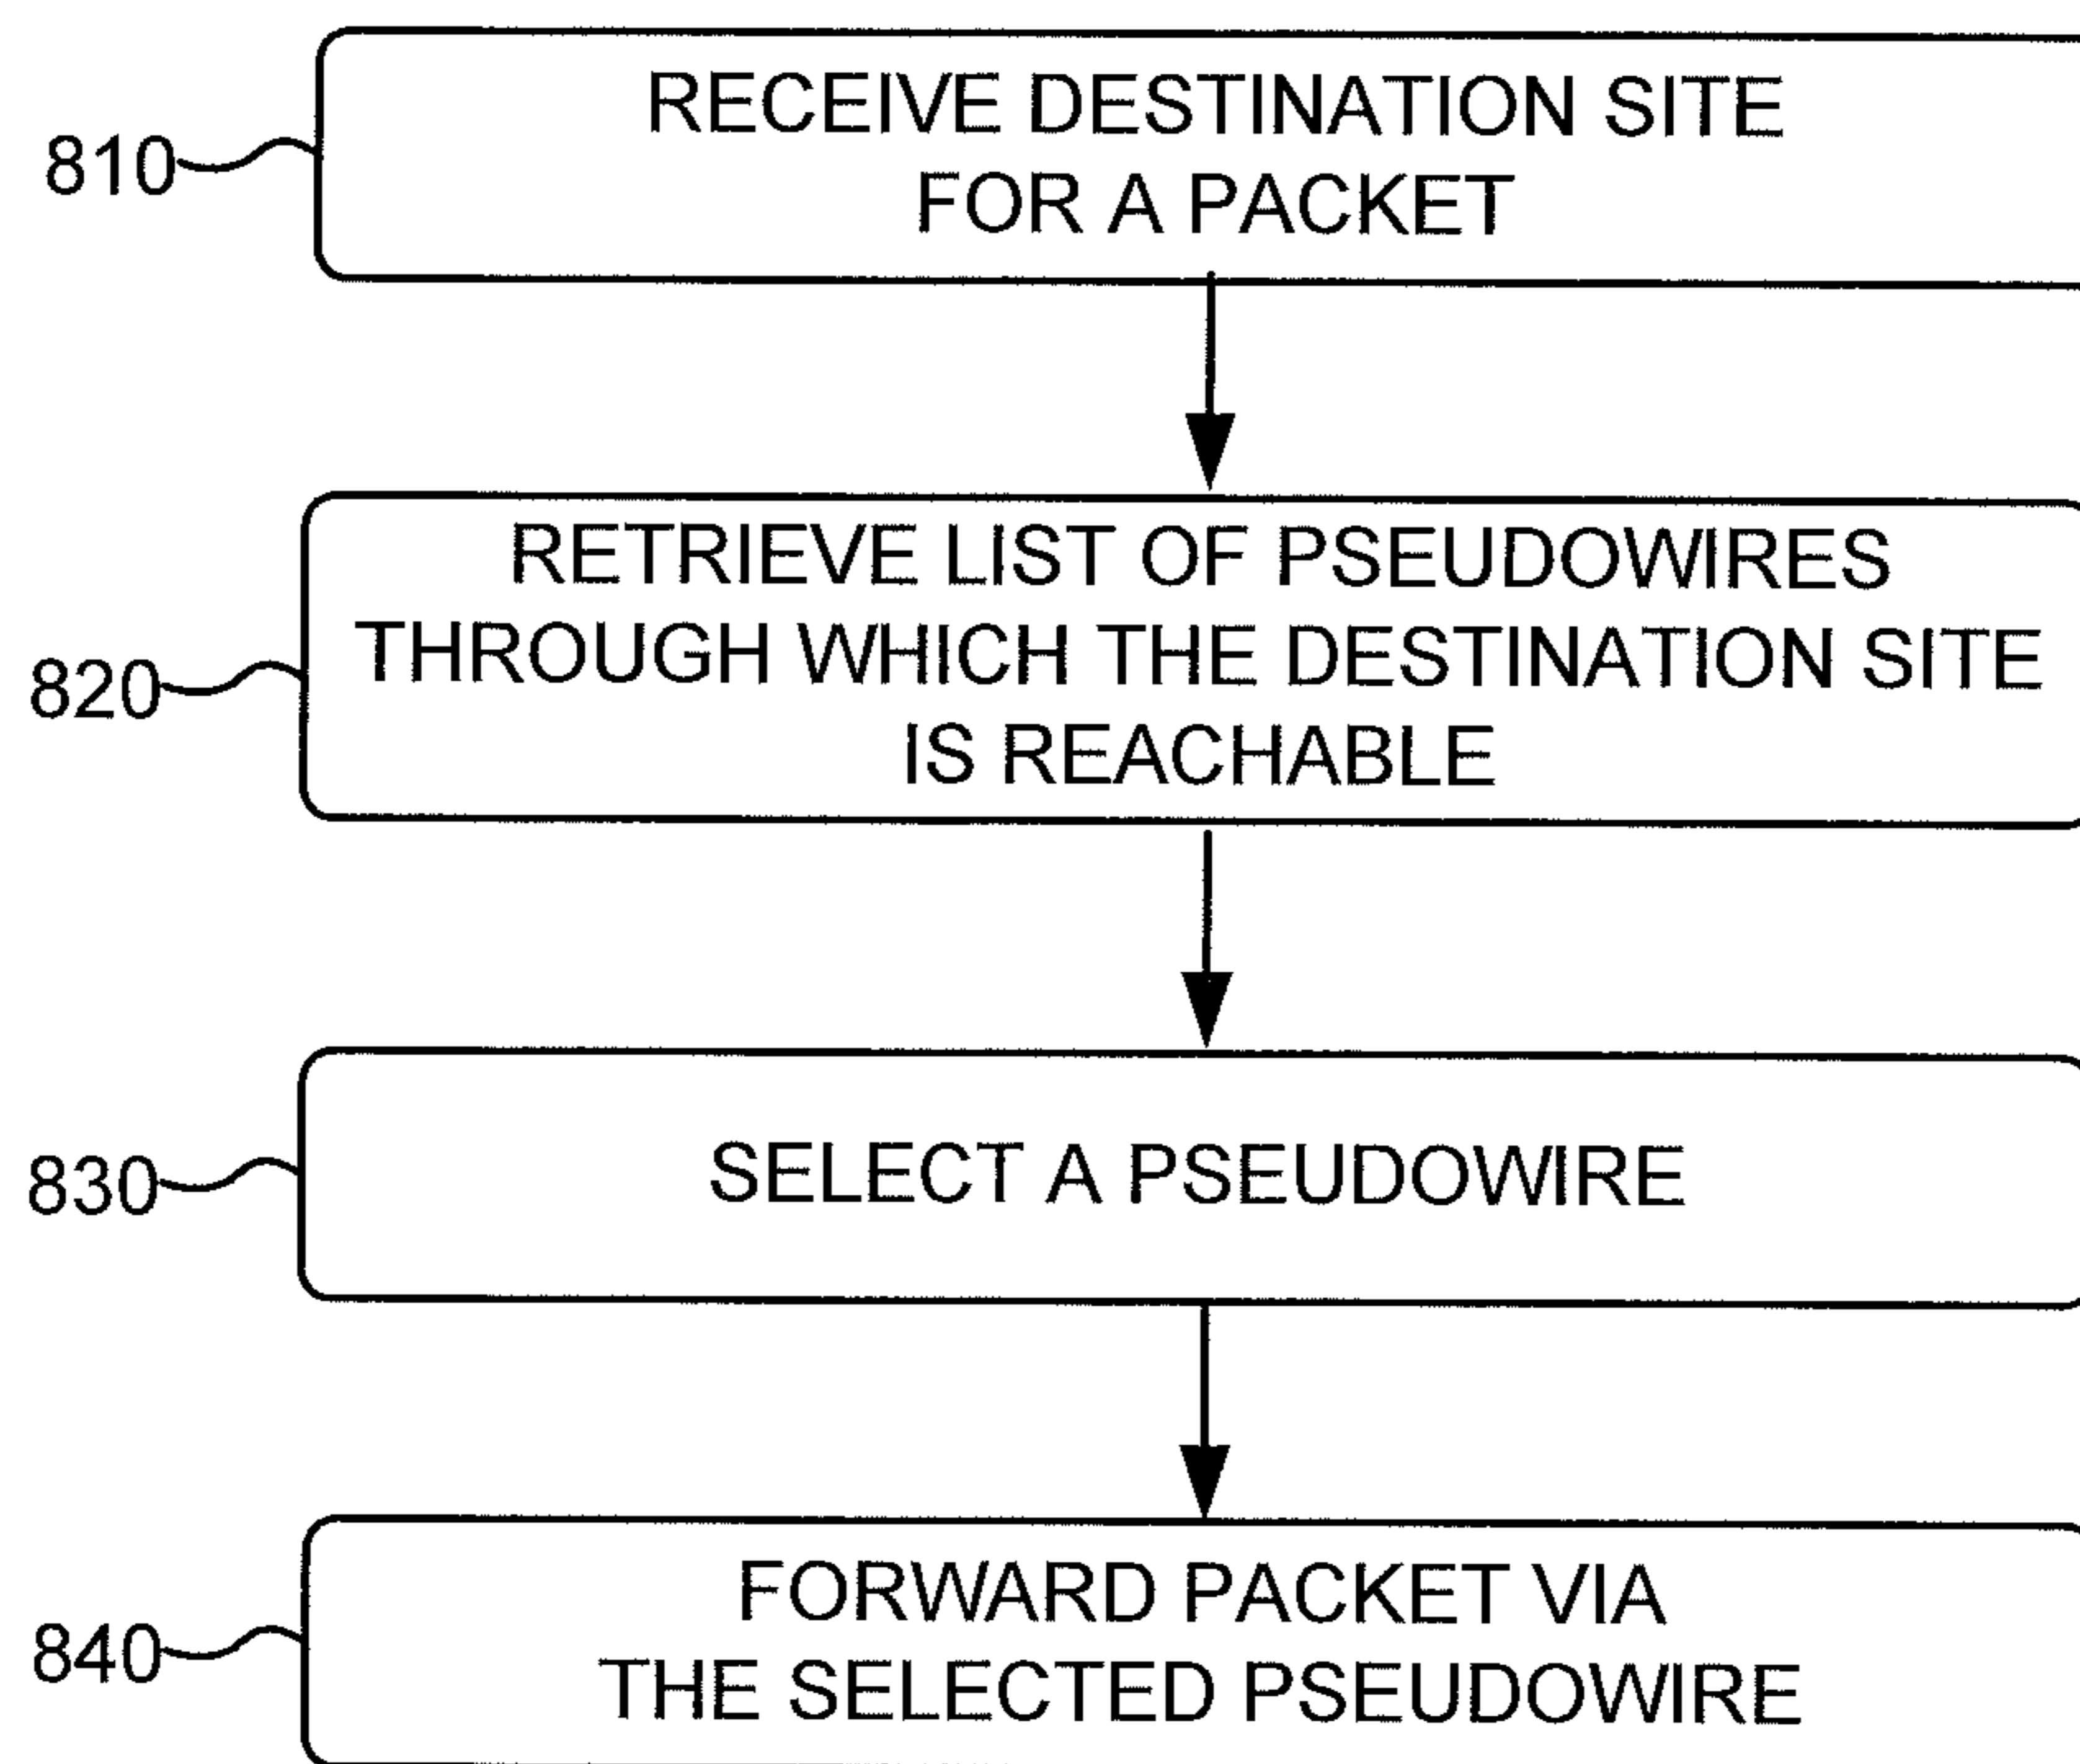 810
RECEIVE DESTINATION SITE
FOR A PACKET
820
RETRIEVE LIST OF PSEUDOWIRES
THROUGH WHICH THE DESTINATION SITE
IS REACHABLE
830
SELECT A PSEUDOWIRE
840
FORWARD PACKET VIA
THE SELECTED PSEUDOWIRE